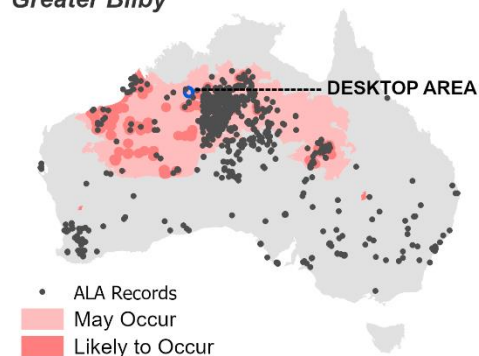 Greater Bilby
DESKTOP AREA
ALA Records
May Occur
Likely to Occur